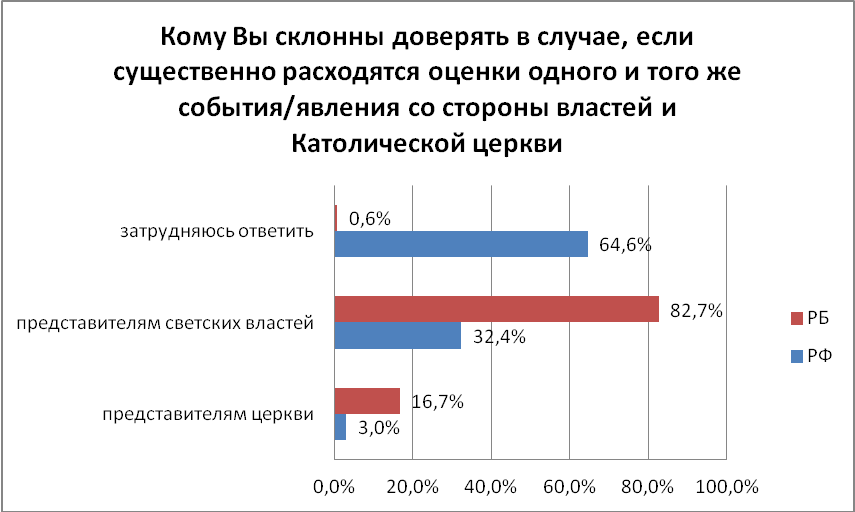 Кому Вы склонны доверять в случае, если
существенно расходятся оценки одного и того же
события/явления со стороны властей и
Католической церкви
затрудняюсь ответить
0,6%
64,6%
представителям светских властей
82,7%
32,4%
представителям церкви
16,7%
3,0%
0,0% 20,0% 40,0% 60,0% 80,0% 100,0%
РБ
РФ